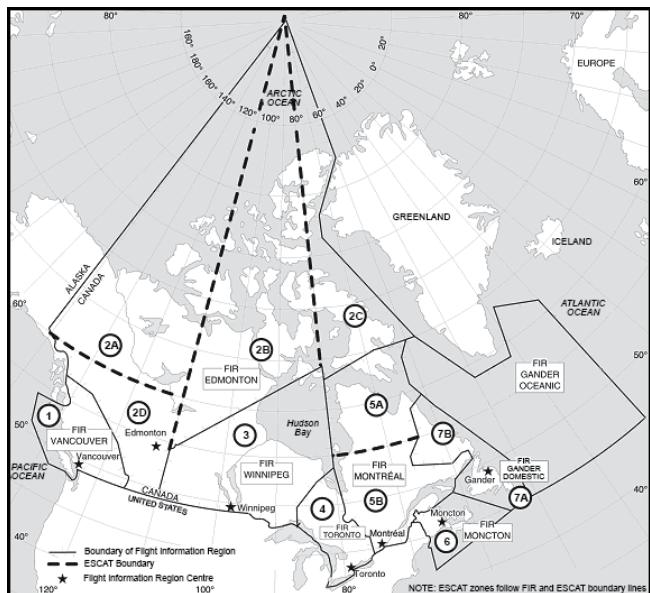 80°
80°
70°
160°
180°
160°
140°
120°
100°
80°
60°
40°
20°
0°
20°
ARCTIC
OCEAN
EUROPE
60°
GREENLAND
ICELAND
ALASKA
CANADA
60°
ATLANTIC
OCEAN
2A
2B
2C
50°
FIR
EDMONTON
FIR
GANDER
OCEANIC
1
2D
5A
50°
FIR
VANCOUVER
Edmonton
3
Hudson
Bay
7B
Vancouver
PACIFIC
OCEAN
FIR
WINNIPEG
FIR
MONTRÉAL
FIR
GANDER
DOMESTIC
Gander
40°
CANADA
UNITED STATES
Winnipeg
4
5B
7A
FIR
TORONTO
Moncton
FIR
MONCTON
40°
Montréal
6
Toronto
Boundary of Flight Information Region
ESCAT Boundary
Flight Information Region Centre
120°
100°
80°
NOTE: ESCAT zones follow FIR and ESCAT boundary lines